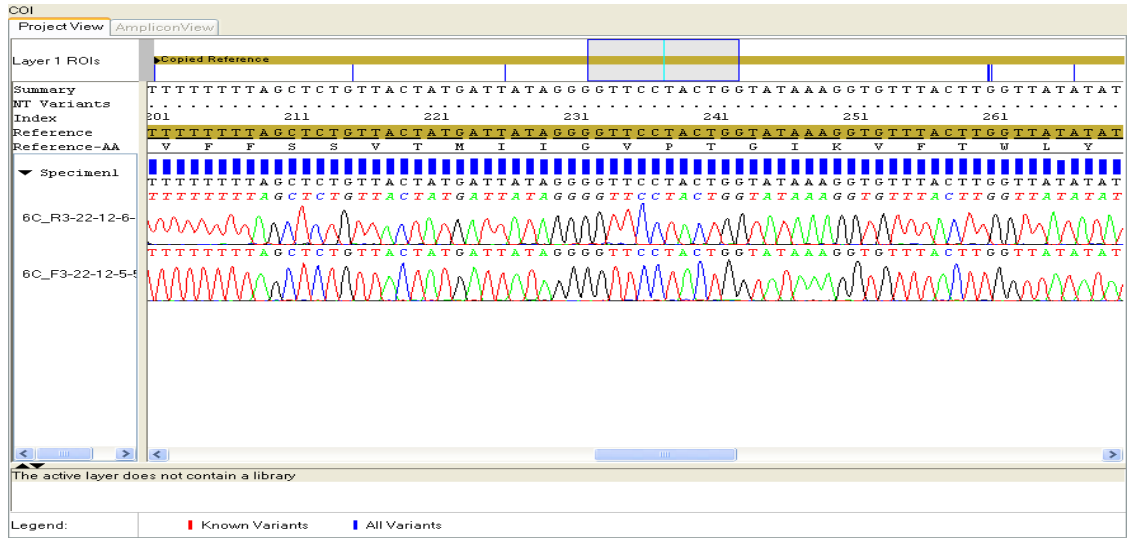 COI
Project View AmpliconView
Layer 1 ROIs
Copied Reference
Summary TTTTTTTTAGCTCTGTTACTATGATTATAGGGGTTCCTACTGGTATAAAGGTGTTTACTTGGTTATATAT
NT Variants ......................................................................
Index 201 211 221 231 241 251 261
Reference TTTTTTTTAGCTCTGTTACTATGATTATAGGGGTTCCTACTGGTATAAAGGTGTTTACTTGGTTATATAT
Reference-AA V F F S S V T M I I G V P T G I K V F T W L Y
Specimen1
TTTTTTTTAGCTCTGTTACTATGATTATAGGGGTTCCTACTGGTATAAAGGTGTTTACTTGGTTATATAT
TTTTTTTTAGCTCTGTTACTATGATTATAGGGGTTCCTACTGGTATAAAGGTGTTTACTTGGTTATATAT
6C_R3-22-12-6-
TTTTTTTTAGCTCTGTTACTATGATTATAGGGGTTCCTACTGGTATAAAGGTGTTTACTTGGTTATATAT
6C_F3-22-12-5-
The active layer does not contain a library
Legend: Known Variants All Variants